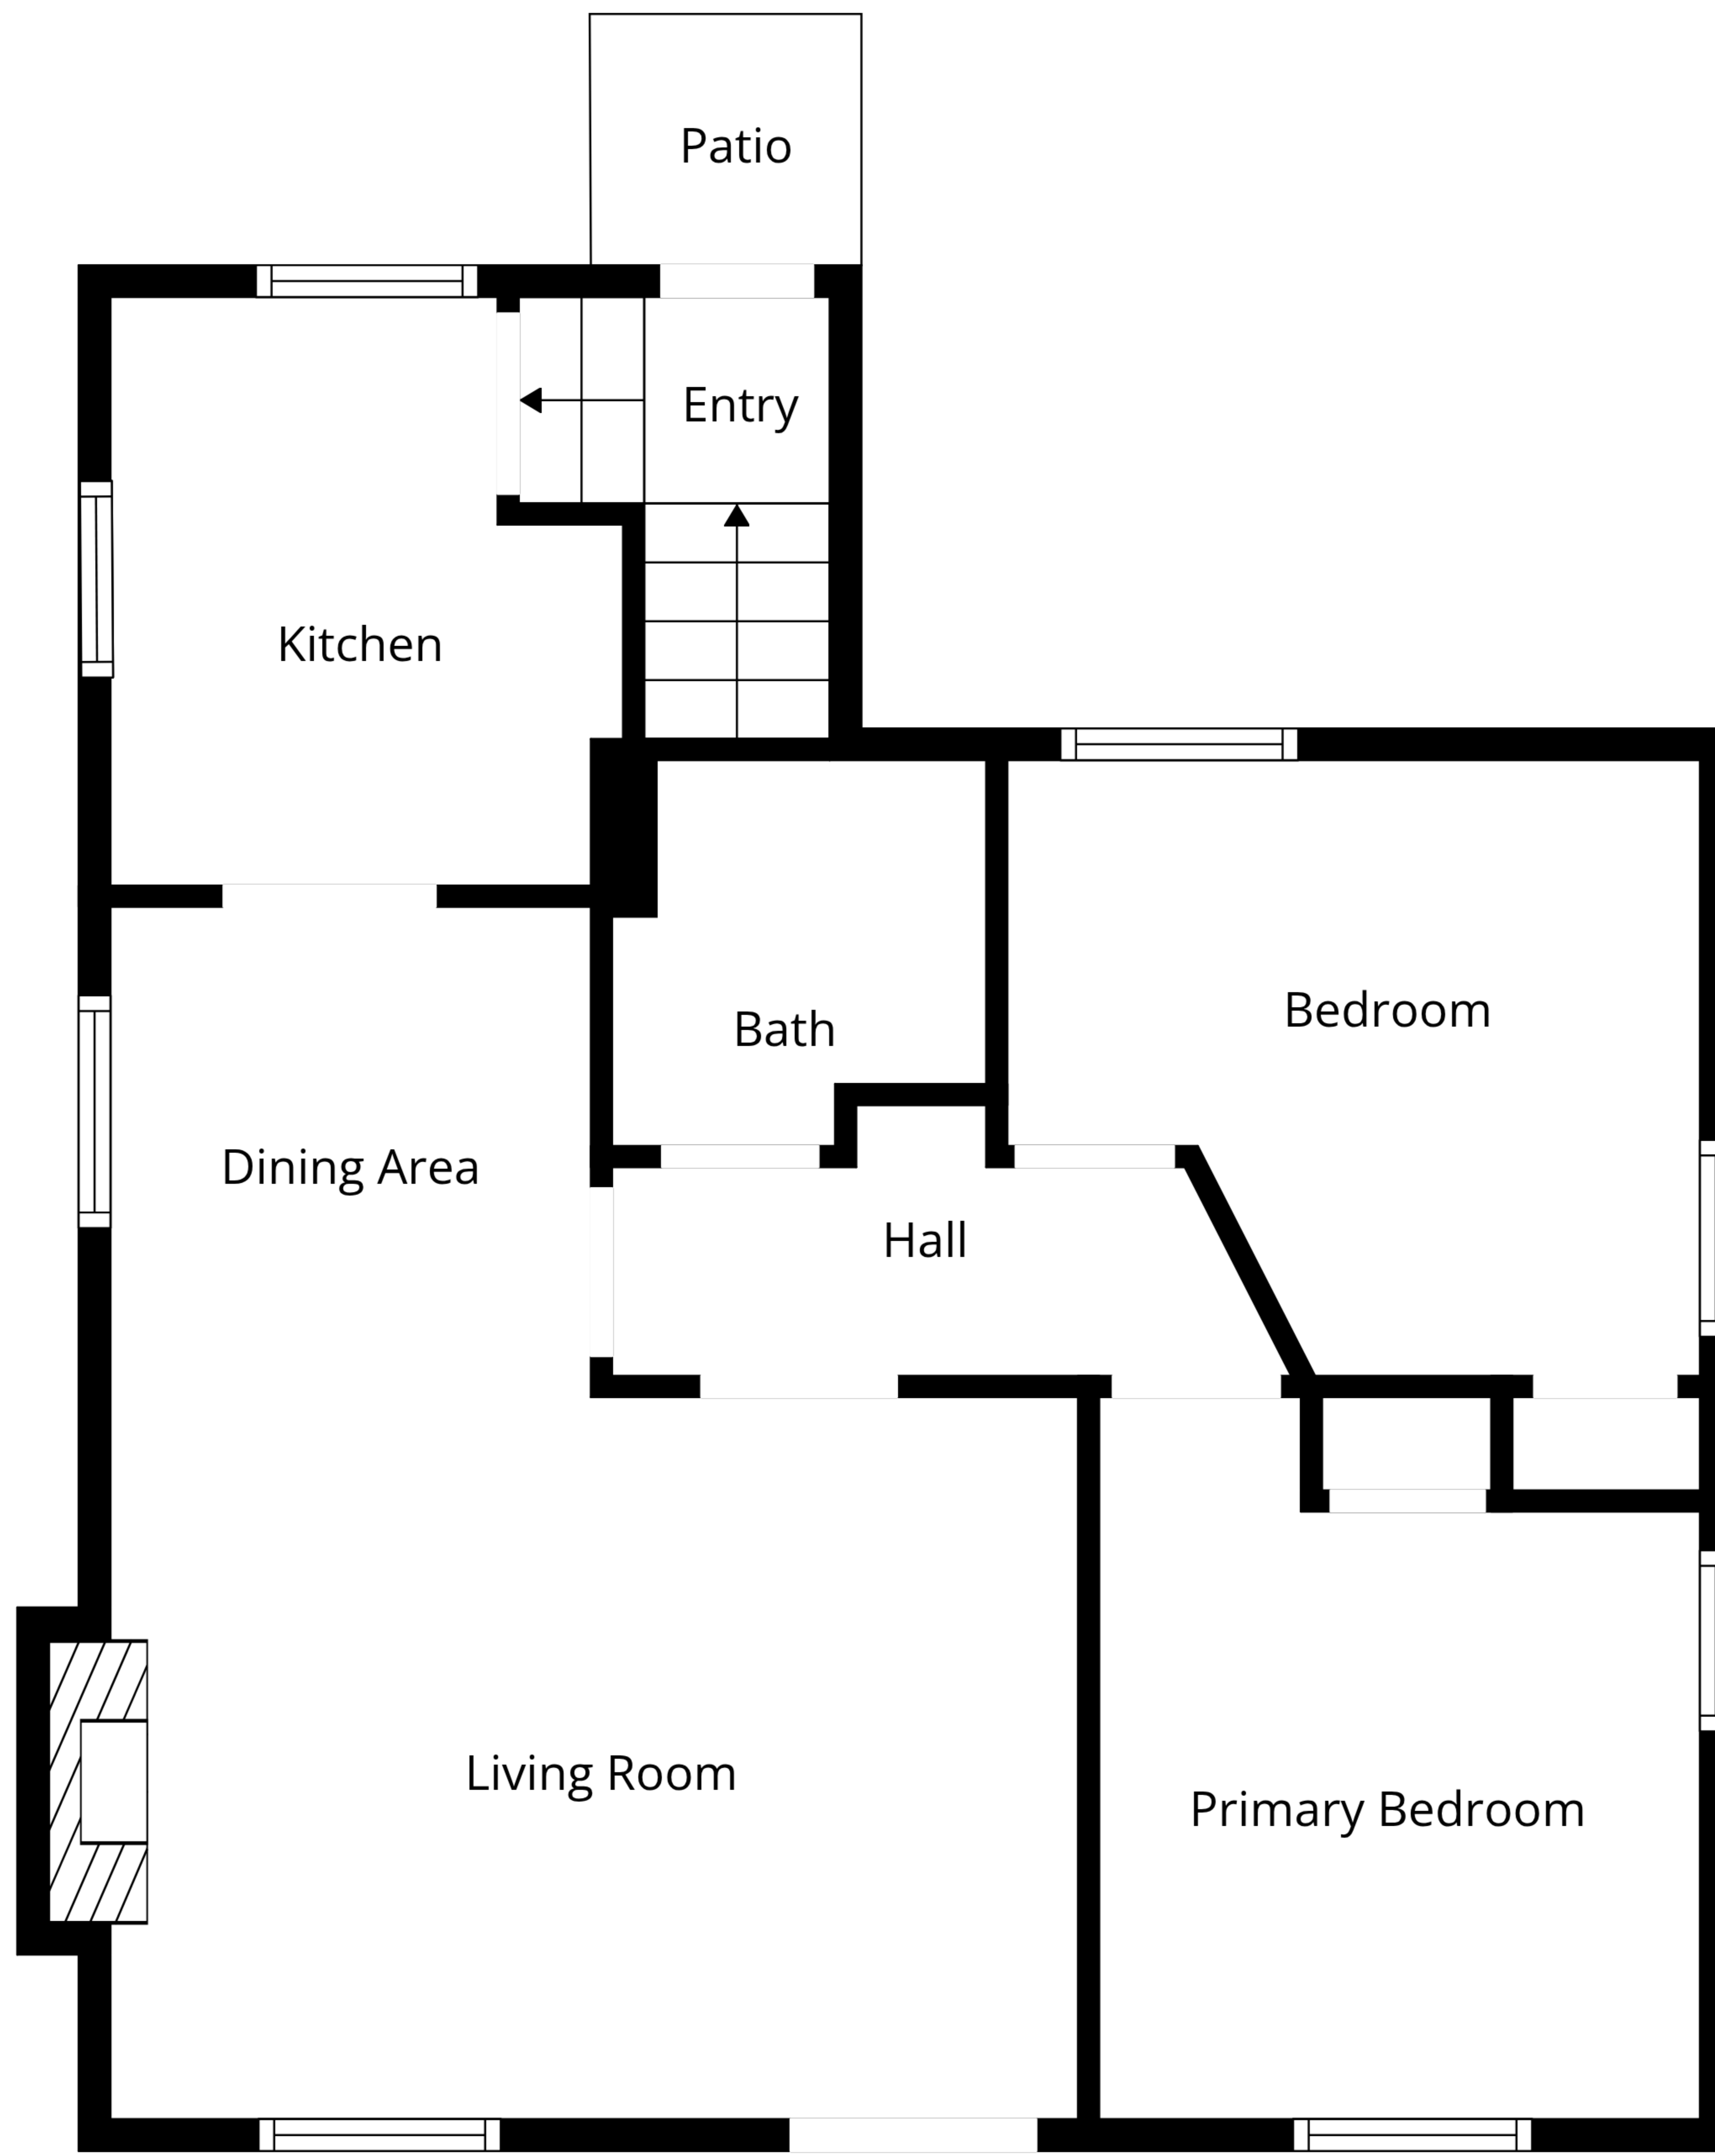 Patio
Entry
Kitchen
Bedroom
Bath
Dining Area
Hall
Living Room
Primary Bedroom